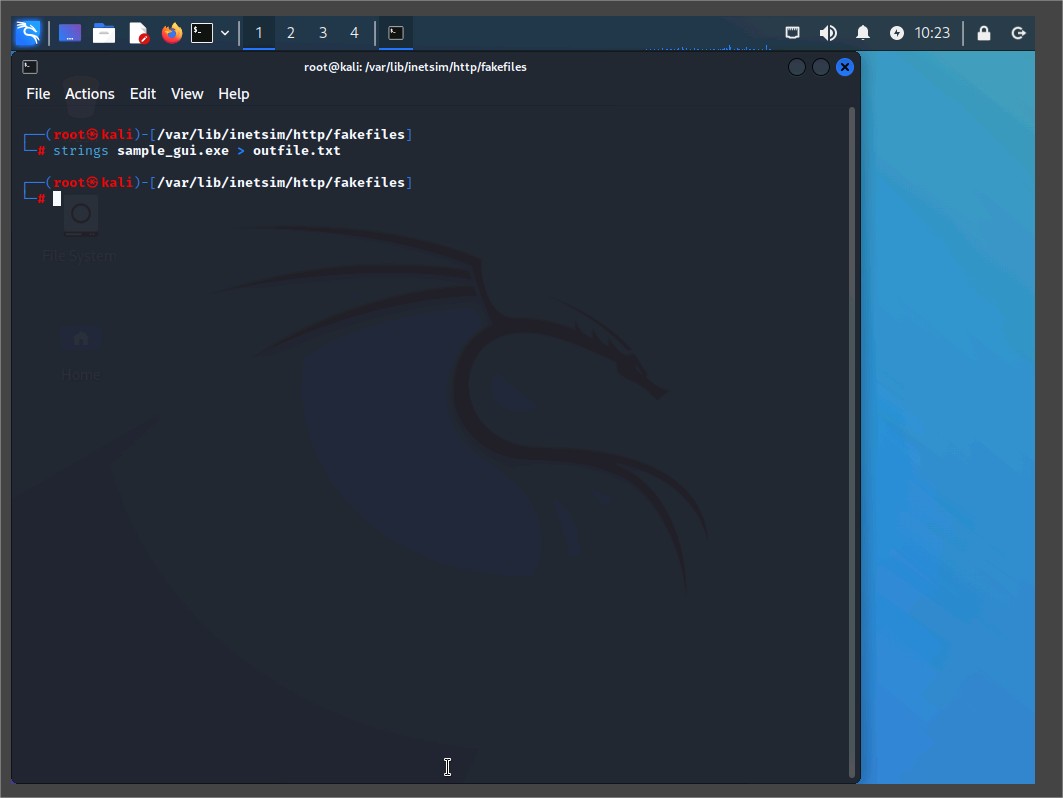 1 2 3 4 10:23
root@kali: /var/lib/inetsim/http/fakefiles
File Actions Edit View Help
┌──(root㉿kali)-[/var/lib/inetsim/http/fakefiles]
└─# strings sample_gui.exe > outfile.txt
┌──(root㉿kali)-[/var/lib/inetsim/http/fakefiles]
└─#
File System
Home